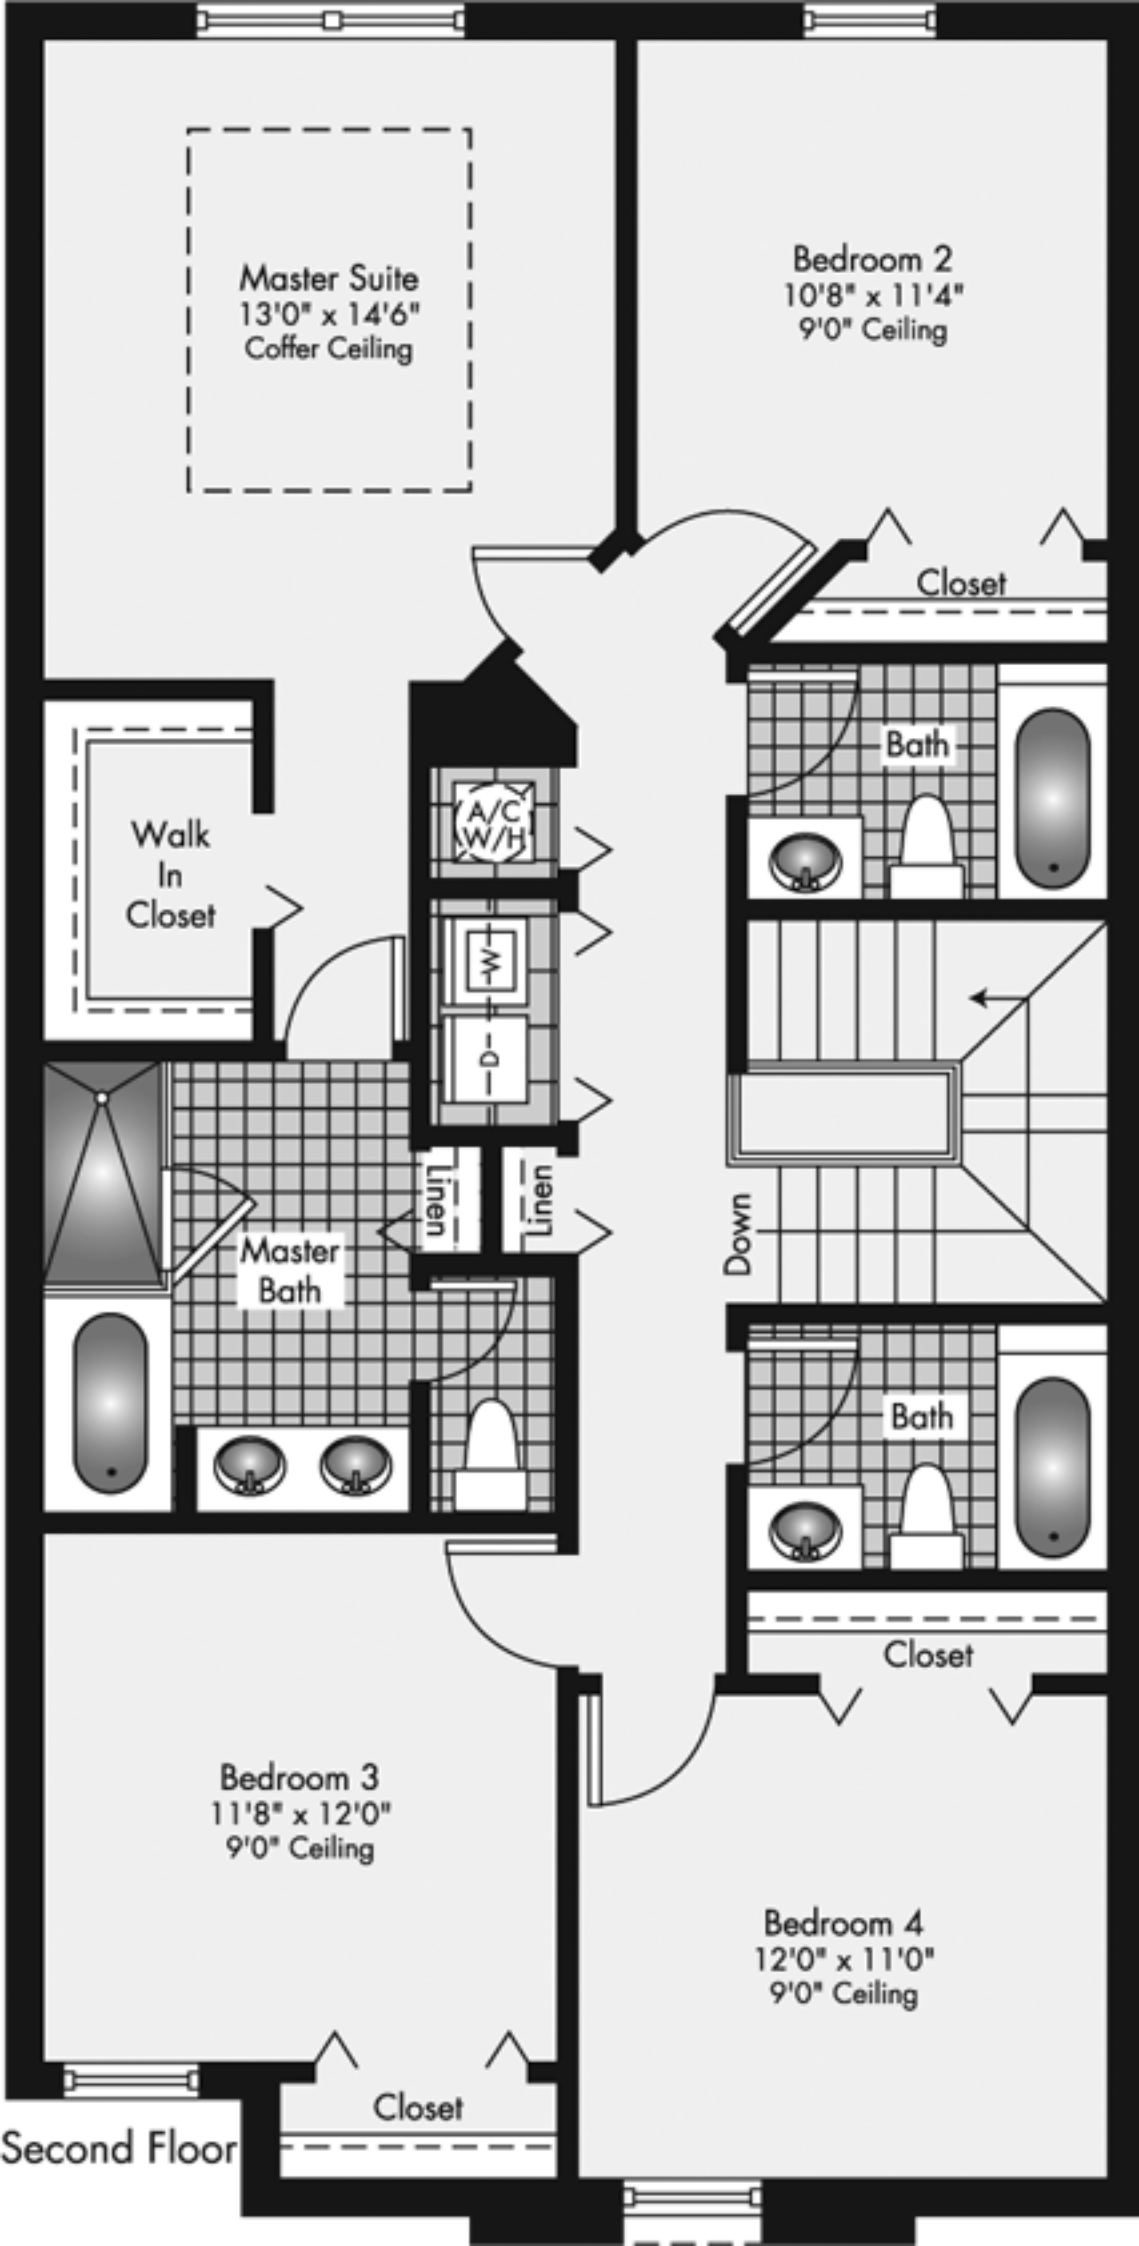 Master Suite
13'0" x 14'6"
Coffer Ceiling
Bedroom 2
10'8" x 11'4"
9'0" Ceiling
Closet
Bath
A/C
W/H
Walk
In
Closet
W
D
Linen
Linen
Down
Master
Bath
Bath
Closet
Bedroom 3
11'8" x 12'0"
9'0" Ceiling
Bedroom 4
12'0" x 11'0"
9'0" Ceiling
Closet
Second Floor